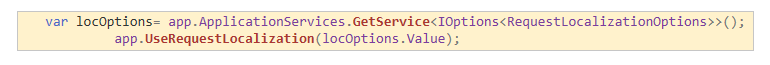 var locOptions= app.ApplicationServices.GetService<IOptions<RequestLocalizationOptions>>();
app.UseRequestLocalization(locOptions.Value);